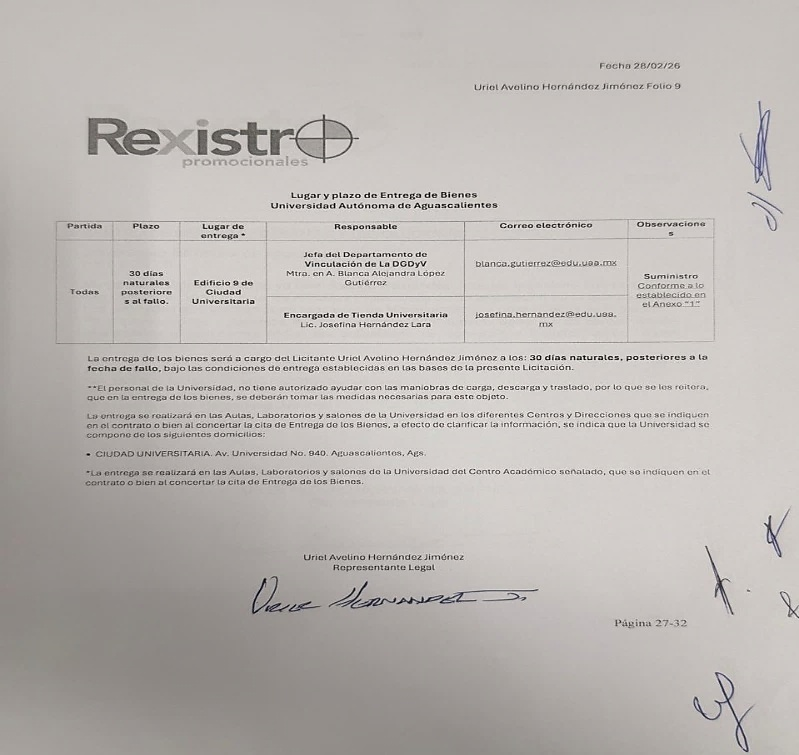 Fecha 28/02/26
Uriel Avelino Hernández Jiménez Folio 9
Rexistro
promocionales
Lugar y plazo de Entrega de Bienes
Universidad Autónoma de Aguascalientes
Partida
Plazo
Lugar de
entrega *
Responsable
Correo electrónico
Observacione
s
Todas
30 días
naturales
posteriore
s al fallo.
Edificio 9 de
Ciudad
Universitaria
Jefa del Departamento de
Vinculación de La DGDyV
Mtra. en A. Blanca Alejandra López
Gutiérrez
blanca.gutierrez@edu.uaa.mx
Encargada de Tienda Universitaria
Lic. Josefina Hernández Lara
josefina.hernandez@edu.uaa.
mx
Suministro
Conforme a lo
establecido en
el Anexo "1"
La entrega de los bienes será a cargo del Licitante Uriel Avelino Hernández Jiménez a los: 30 días naturales, posteriores a la
fecha de fallo, bajo las condiciones de entrega establecidas en las bases de la presente Licitación.
**El personal de la Universidad, no tiene autorizado ayudar con las maniobras de carga, descarga y traslado, por lo que se les reitera,
que en la entrega de los bienes, se deberán tomar las medidas necesarias para este objeto.
La entrega se realizará en las Aulas, Laboratorios y salones de la Universidad en los diferentes Centros y Direcciones que se indiquen
en el contrato o bien al concertar la cita de Entrega de los Bienes, a efecto de clarificar la información, se indica que la Universidad se
compone de los siguientes domicilios:
• CIUDAD UNIVERSITARIA. Av. Universidad No. 940. Aguascalientes, Ags.
*La entrega se realizará en las Aulas, Laboratorios y salones de la Universidad del Centro Académico señalado, que se indiquen en el
contrato o bien al concertar la cita de Entrega de los Bienes.
Uriel Avelino Hernández Jiménez
Representante Legal
Uriel Hernandez J.
Página 27-32